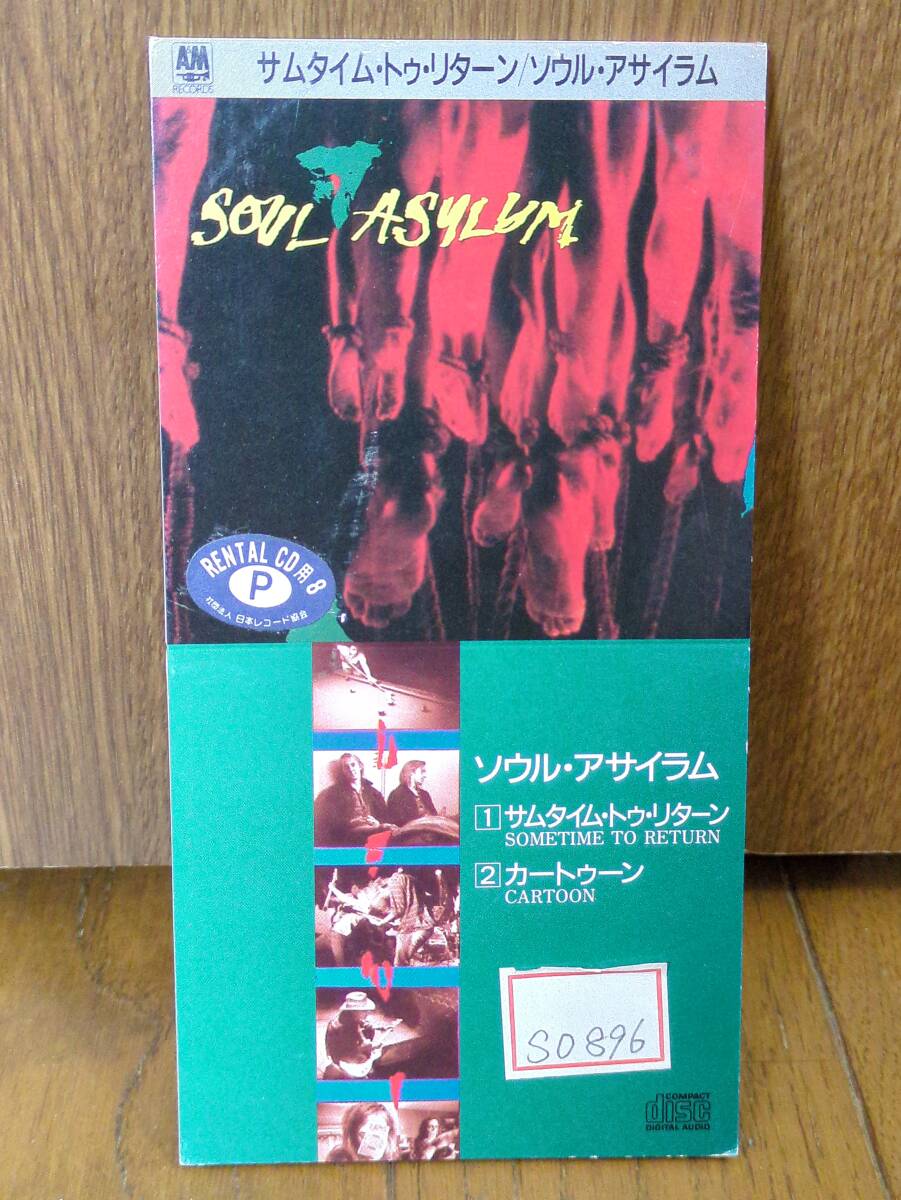 A&M
RECORDS
サムタイム・トゥ・リターン/ソウル・アサイラム
SOUL ASYLUM
RENTAL CD用 8
P
社団法人 日本レコード協会
ソウル・アサイラム
1 サムタイム・トゥ・リターン
SOMETIME TO RETURN
2 カートゥーン
CARTOON
SO896
COMPACT
disc
DIGITAL AUDIO